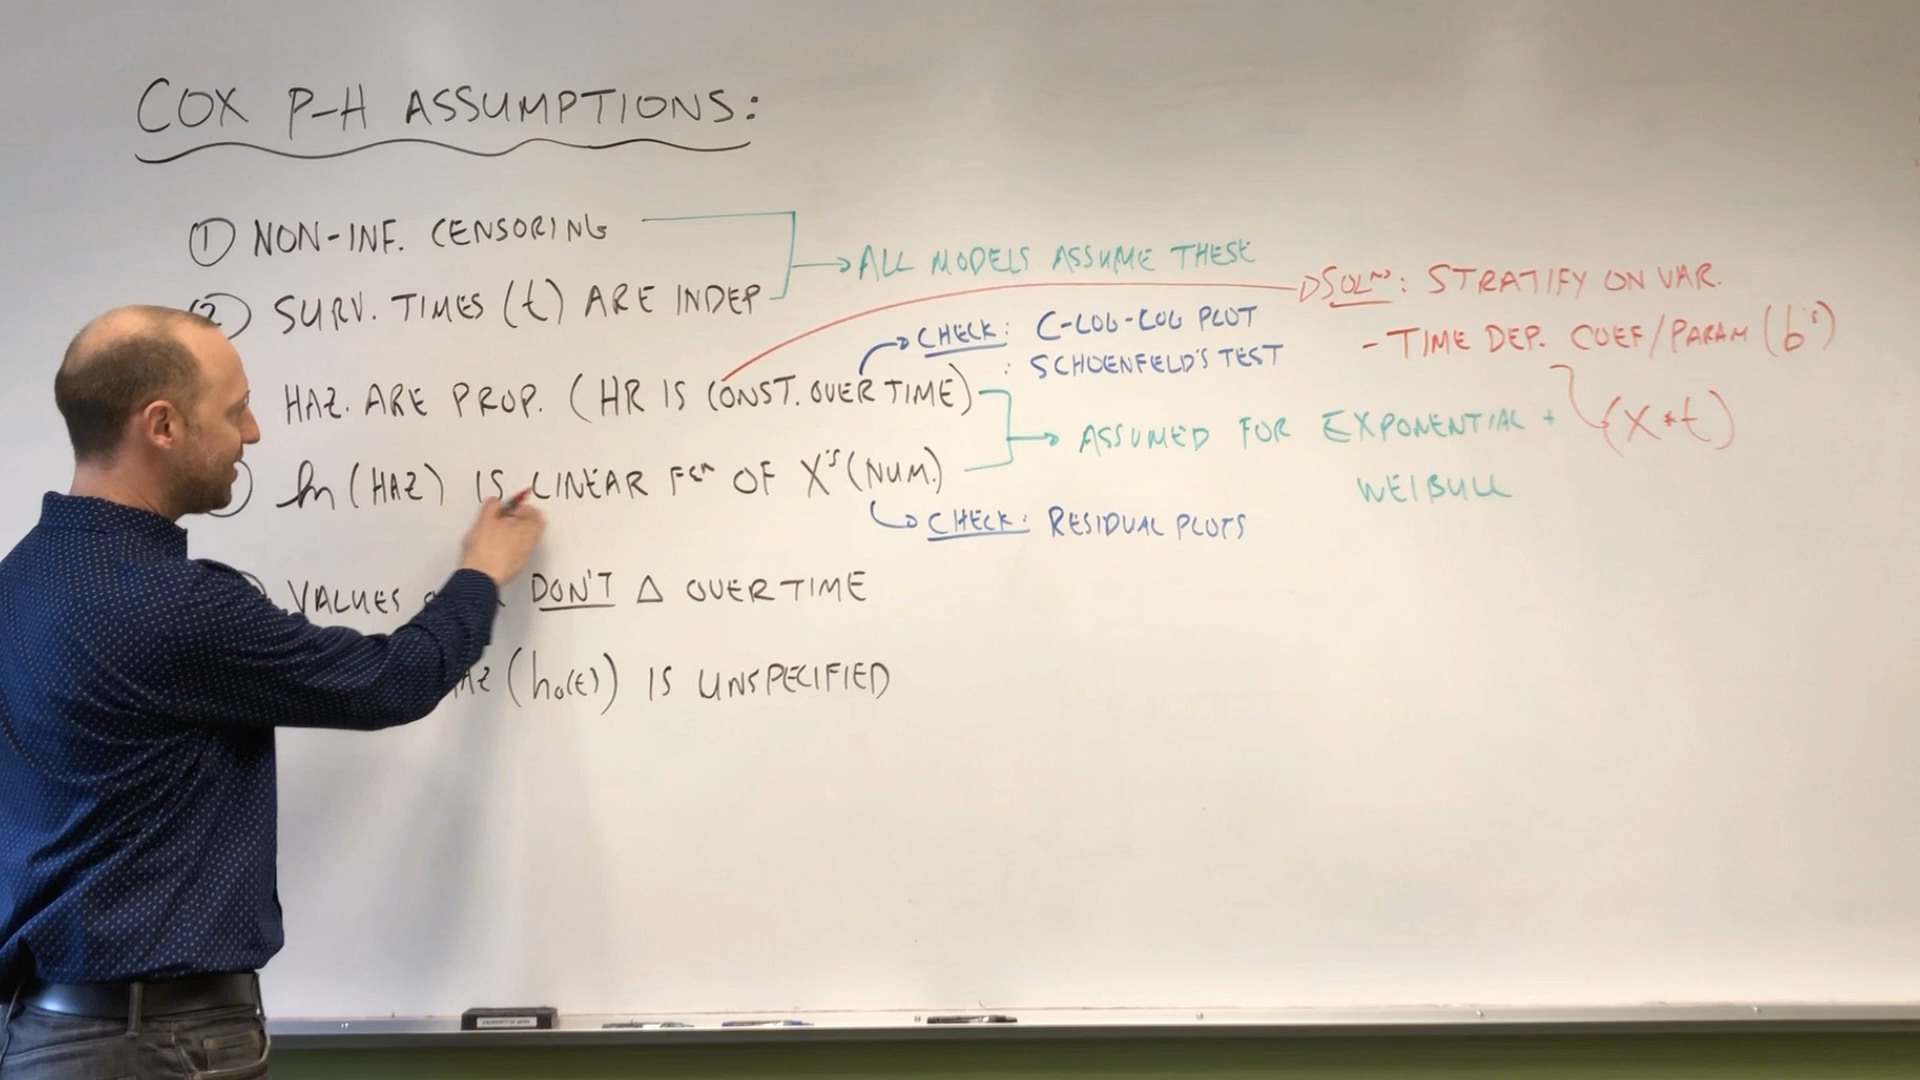 COX P-H ASSUMPTIONS:
① NON-INF. CENSORING
② SURV. TIMES (t) ARE INDEP
→ ALL MODELS ASSUME THESE
SOLN: STRATIFY ON VAR.
- TIME DEP. COEF/PARAM (b's)
(X*t)
CHECK: C-LOG-LOG PLOT
: SCHOENFELD'S TEST
HAZ. ARE PROP. (HR IS CONST. OVER TIME)
→ ASSUMED FOR EXPONENTIAL +
WEIBULL
ln(HAZ) IS LINEAR Fcn OF X's (NUM.)
CHECK: RESIDUAL PLOTS
VALUES DON'T Δ OVER TIME
(h₀(t)) IS UNSPECIFIED